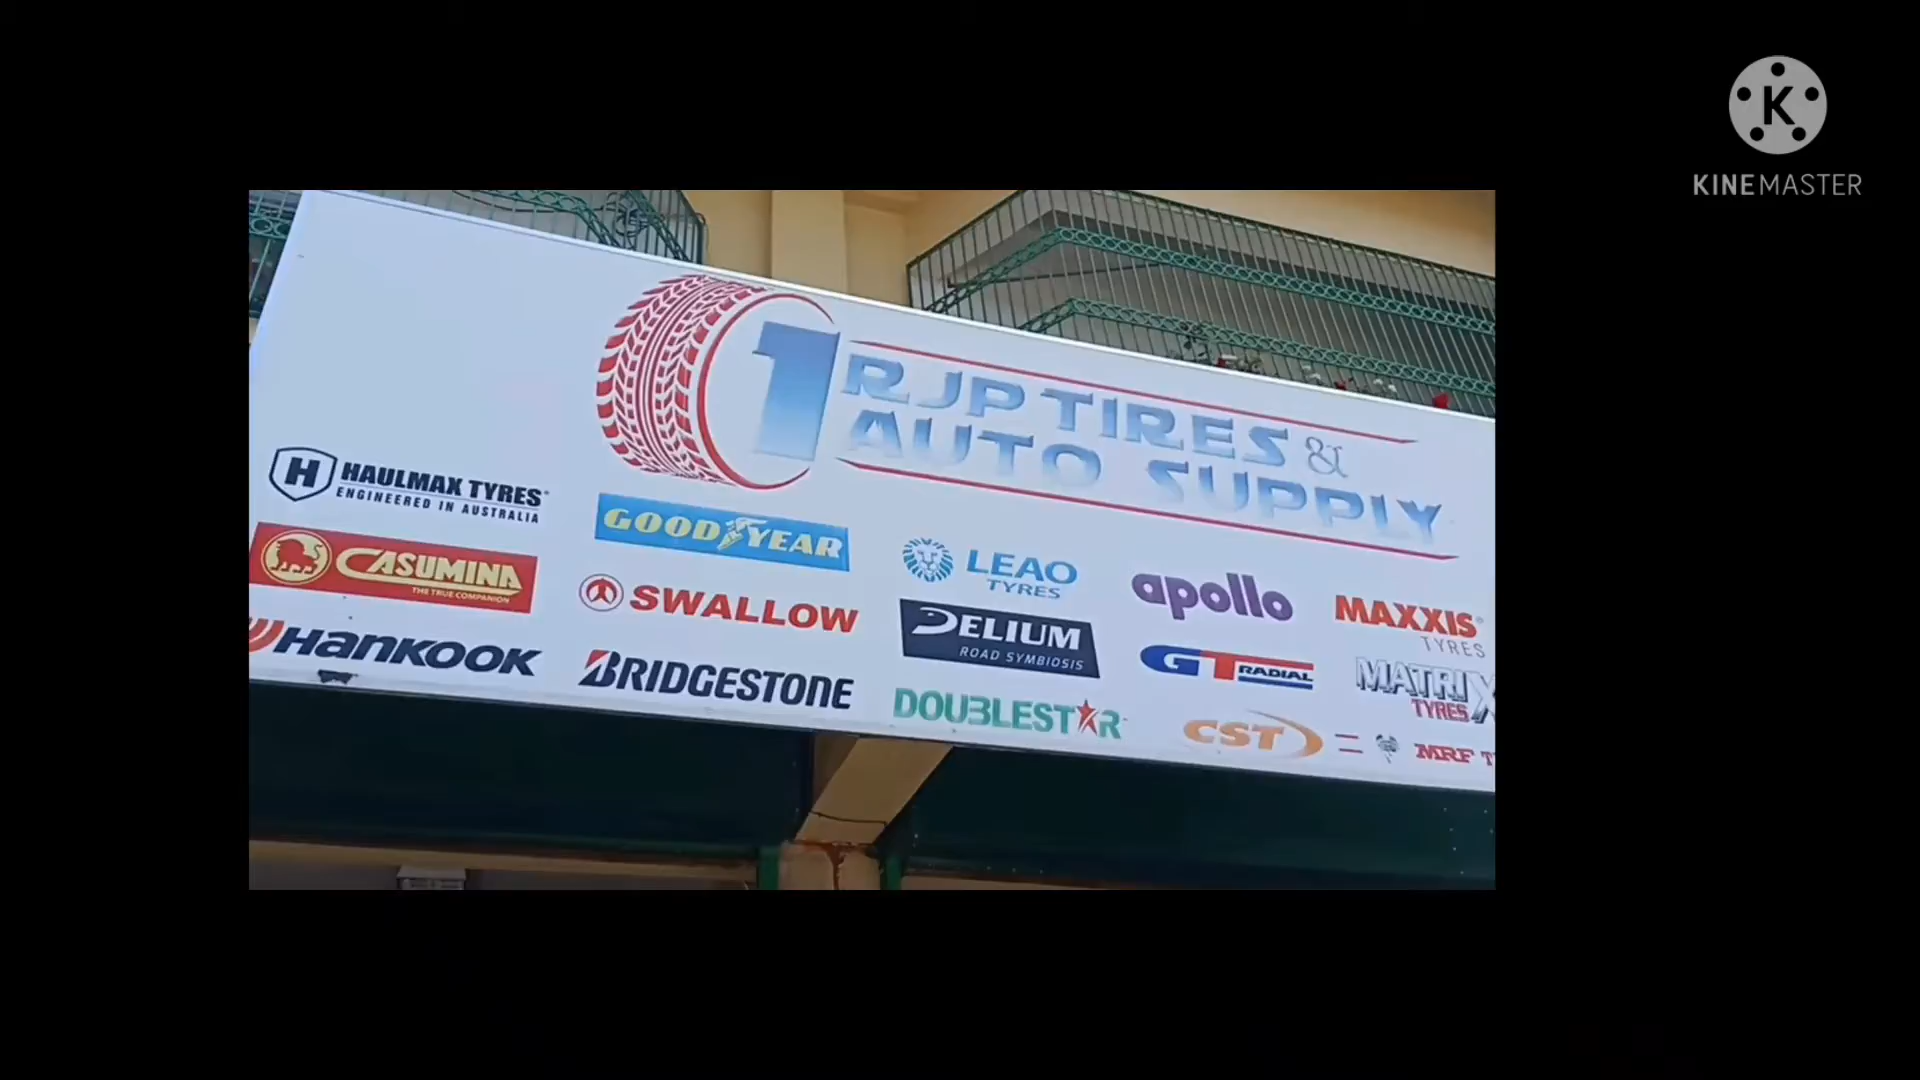 K
KINEMASTER
1
RJP TIRES &
AUTO SUPPLY
H HAULMAX TYRES
ENGINEERED IN AUSTRALIA
CASUMINA
THE TRUE COMPANION
HANKOOK
GOODYEAR
SWALLOW
BRIDGESTONE
LEAO
TYRES
DELIUM
ROAD SYMBIOSIS
DOUBLESTAR
apollo
GT RADIAL
CST
MAXXIS
TYRES
MATRIX
TYRES
MRF